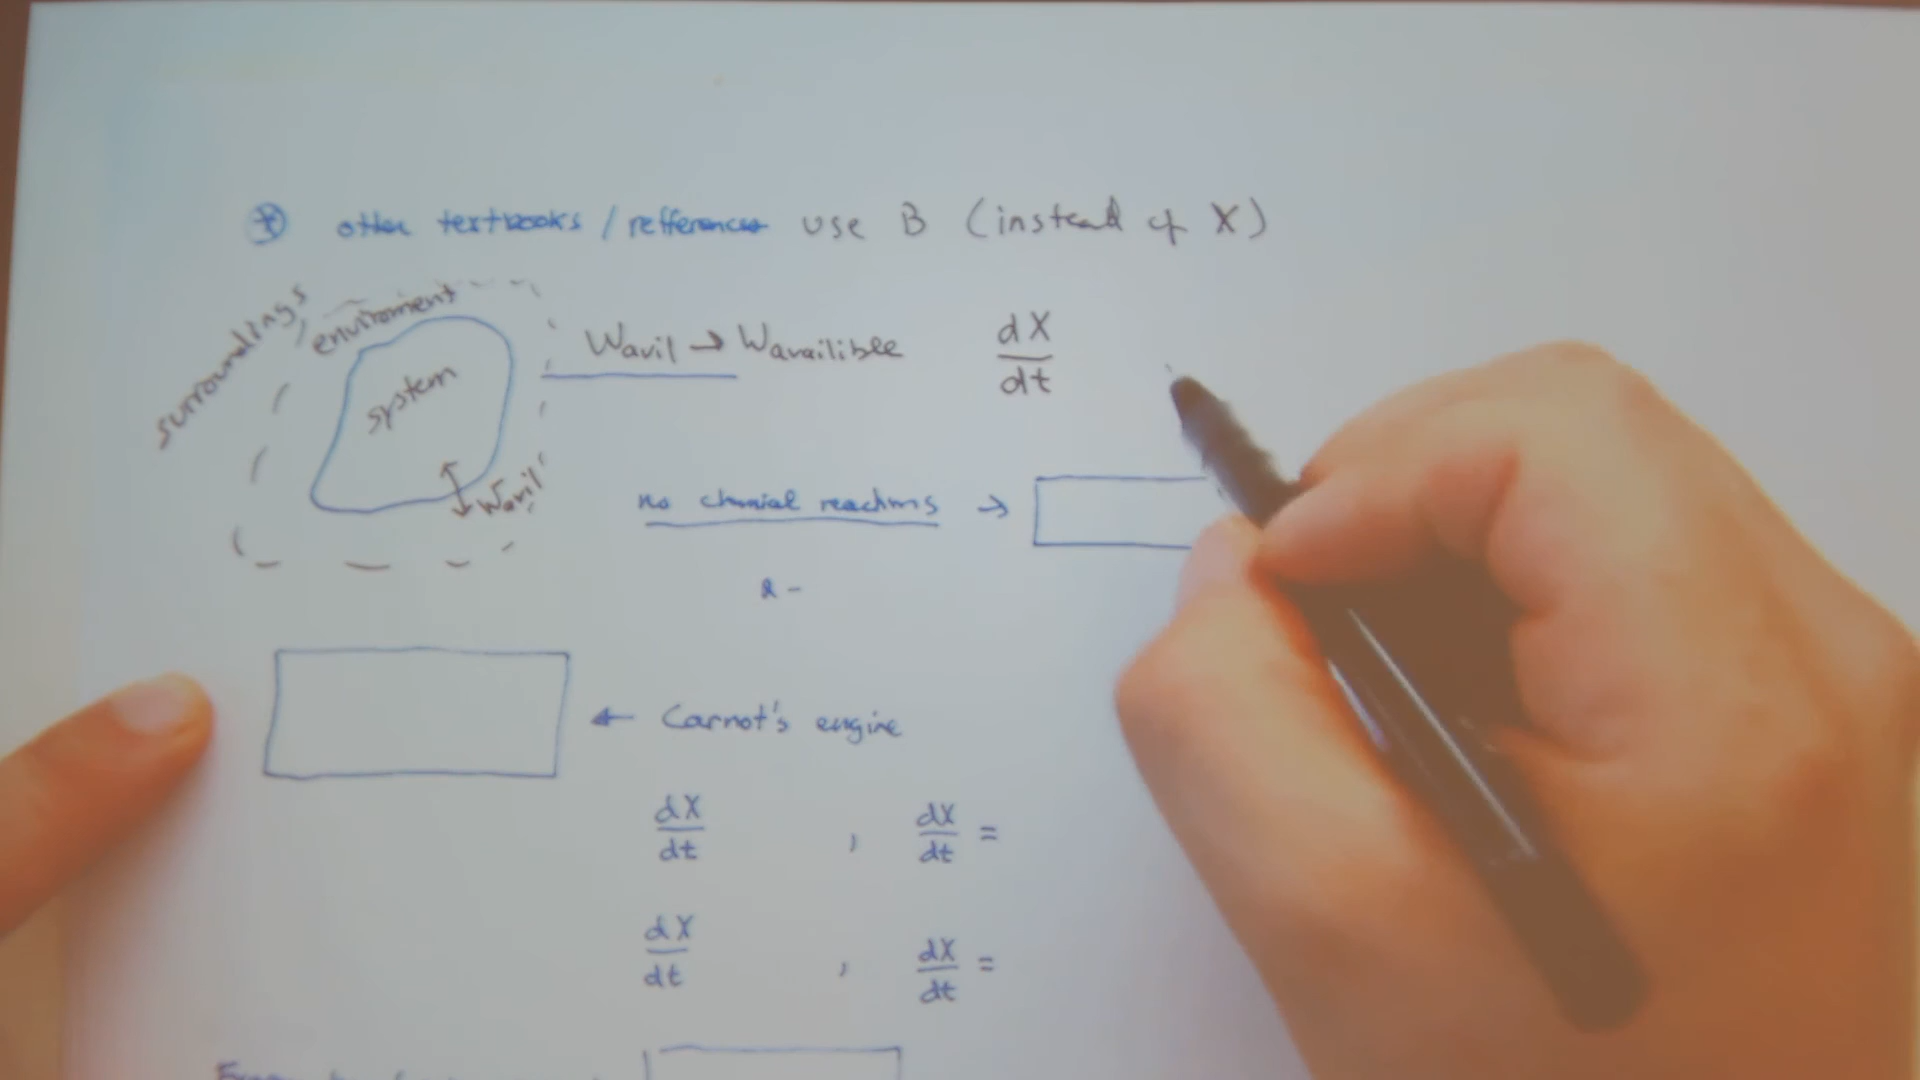 * other textbooks / refferences use B (instead of X)
surroundings
enviroment
system
Wavil
Wavil → Wavailible
dX
dt
no chemical reactions →
& -
← Carnot's engine
dX
dt
, dX
dt =
dX
dt
, dX
dt =